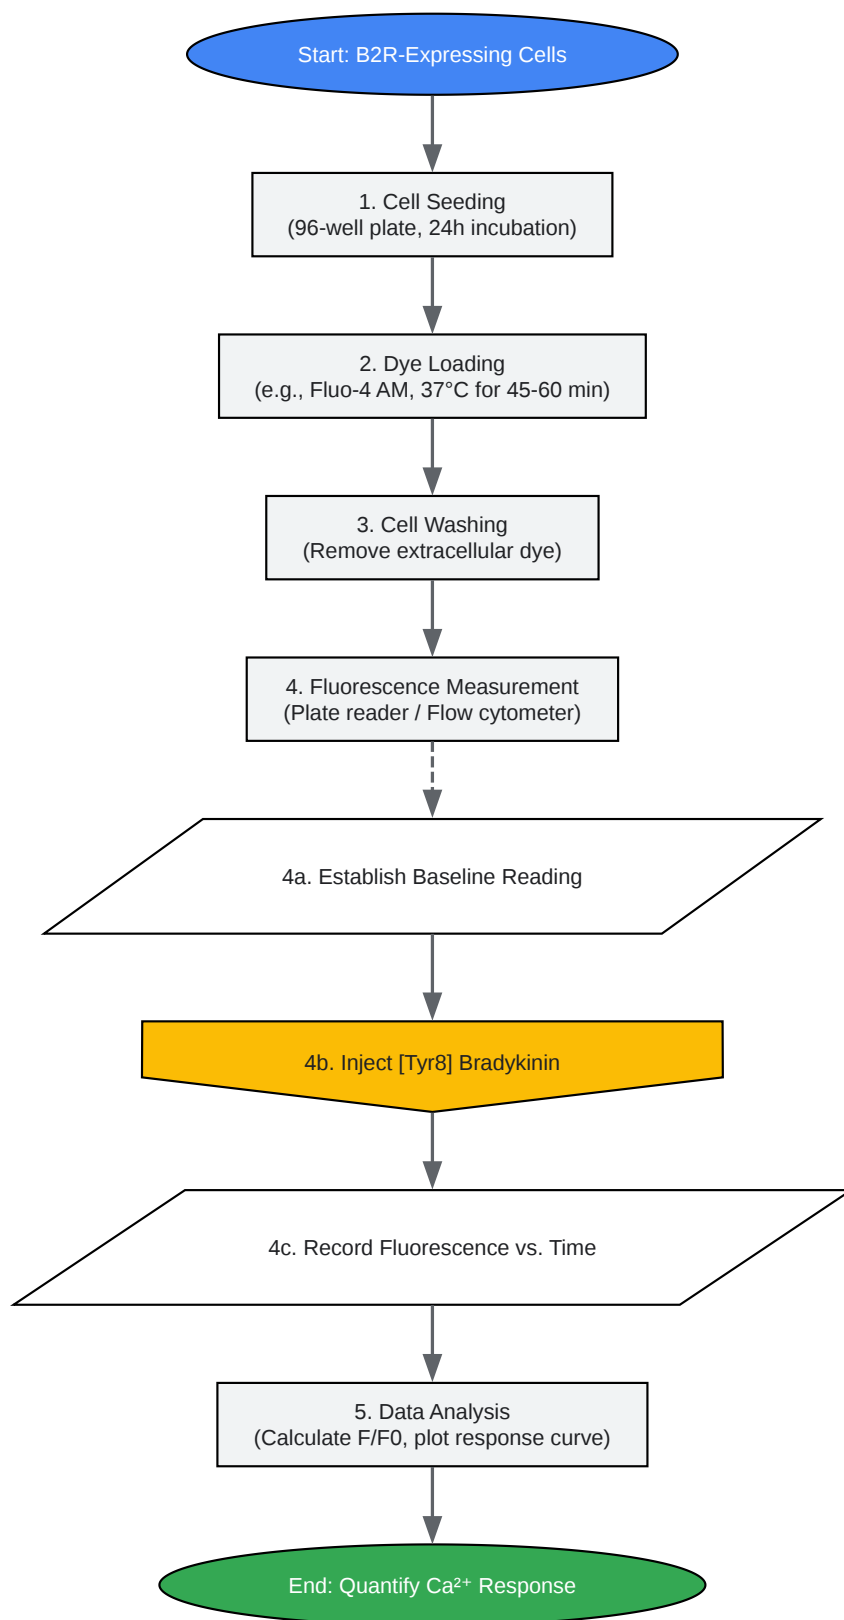 Start: B2R-Expressing Cells
1. Cell Seeding
(96-well plate, 24h incubation)
2. Dye Loading
(e.g., Fluo-4 AM, 37°C for 45-60 min)
3. Cell Washing
(Remove extracellular dye)
4. Fluorescence Measurement
(Plate reader / Flow cytometer)
4a. Establish Baseline Reading
4b. Inject [Tyr8] Bradykinin
4c. Record Fluorescence vs. Time
5. Data Analysis
(Calculate F/F0, plot response curve)
End: Quantify Ca²⁺ Response